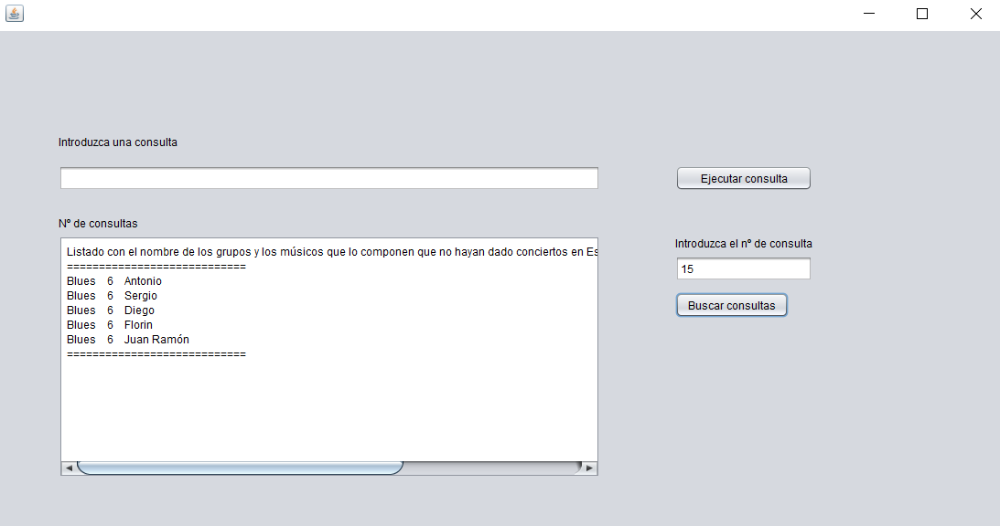 Introduzca una consulta
Ejecutar consulta
Nº de consultas
Listado con el nombre de los grupos y los músicos que lo componen que no hayan dado conciertos en Es
============================
Blues 6 Antonio
Blues 6 Sergio
Blues 6 Diego
Blues 6 Florin
Blues 6 Juan Ramón
============================
Introduzca el nº de consulta
15
Buscar consultas